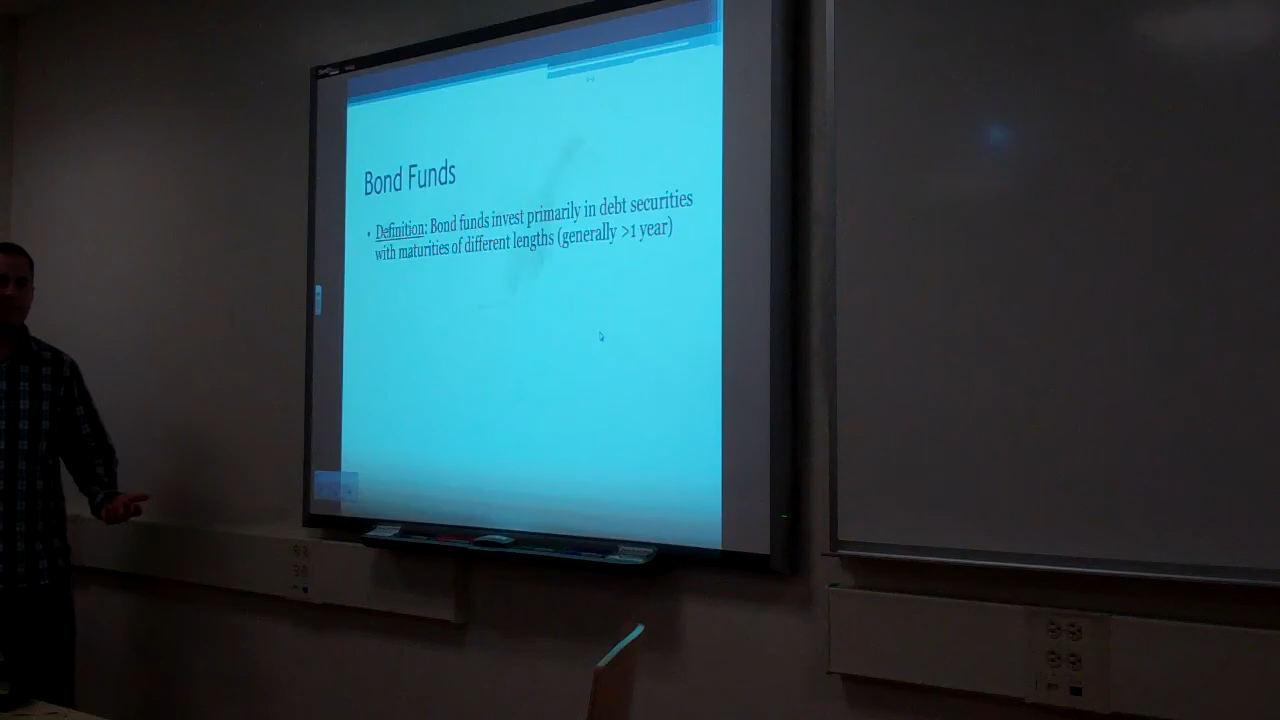 Bond Funds
• Definition: Bond funds invest primarily in debt securities
with maturities of different lengths (generally >1 year)